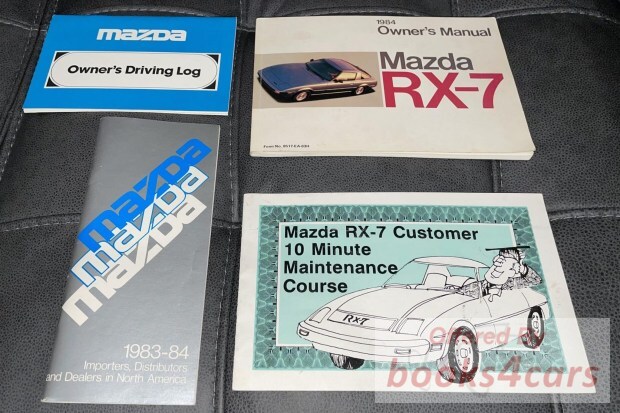 mazda
Owner's Driving Log
1984
Owner's Manual
Mazda
RX-7
mazda
mazda
mazda
1983-84
Importers, Distributors
and Dealers in North America
Mazda RX-7 Customer
10 Minute
Maintenance
Course
RX-7
Offered By
books4cars